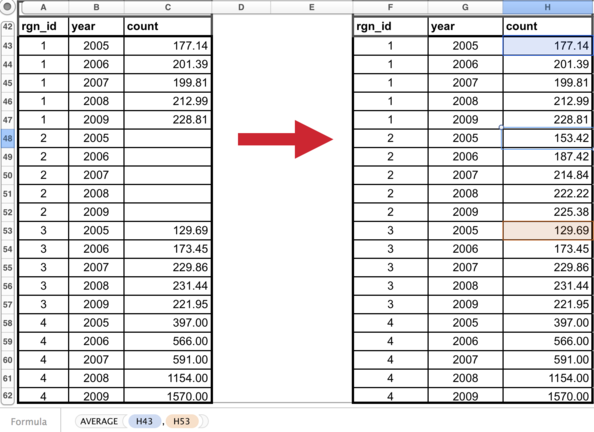 A B C D E F G H
42 rgn_id year count rgn_id year count
43 1 2005 177.14 1 2005 177.14
44 1 2006 201.39 1 2006 201.39
45 1 2007 199.81 1 2007 199.81
46 1 2008 212.99 1 2008 212.99
47 1 2009 228.81 1 2009 228.81
48 2 2005 2 2005 153.42
49 2 2006 2 2006 187.42
50 2 2007 2 2007 214.84
51 2 2008 2 2008 222.22
52 2 2009 2 2009 225.38
53 3 2005 129.69 3 2005 129.69
54 3 2006 173.45 3 2006 173.45
55 3 2007 229.86 3 2007 229.86
56 3 2008 231.44 3 2008 231.44
57 3 2009 221.95 3 2009 221.95
58 4 2005 397.00 4 2005 397.00
59 4 2006 566.00 4 2006 566.00
60 4 2007 591.00 4 2007 591.00
61 4 2008 1154.00 4 2008 1154.00
62 4 2009 1570.00 4 2009 1570.00
Formula AVERAGE ( H43 , H53 )